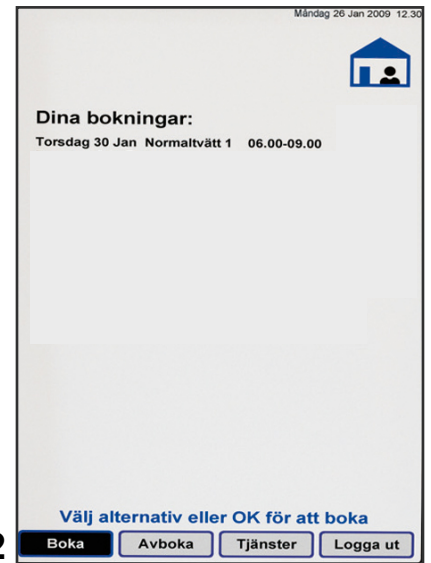 Måndag 26 Jan 2009 12.30
Dina bokningar:
Torsdag 30 Jan Normaltvätt 1 06.00-09.00
Välj alternativ eller OK för att boka
2
Boka Avboka Tjänster Logga ut